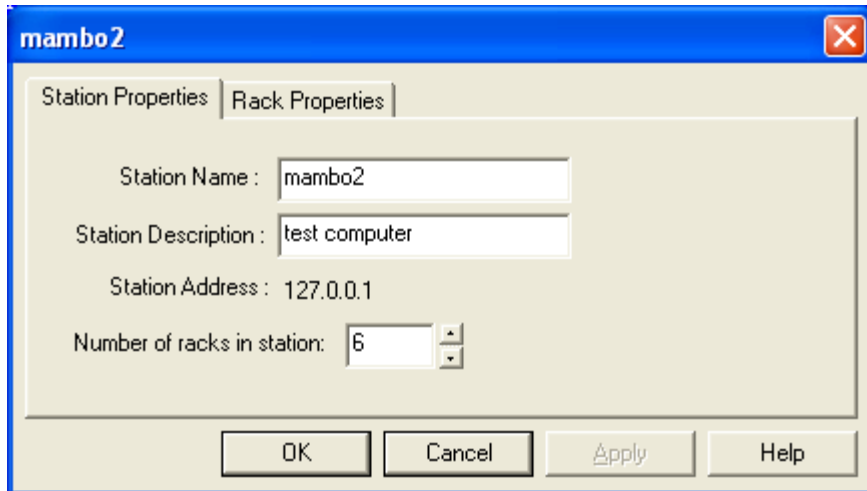 mambo2
Station Properties Rack Properties
Station Name : mambo2
Station Description : test computer
Station Address : 127.0.0.1
Number of racks in station: 6
OK Cancel Apply Help